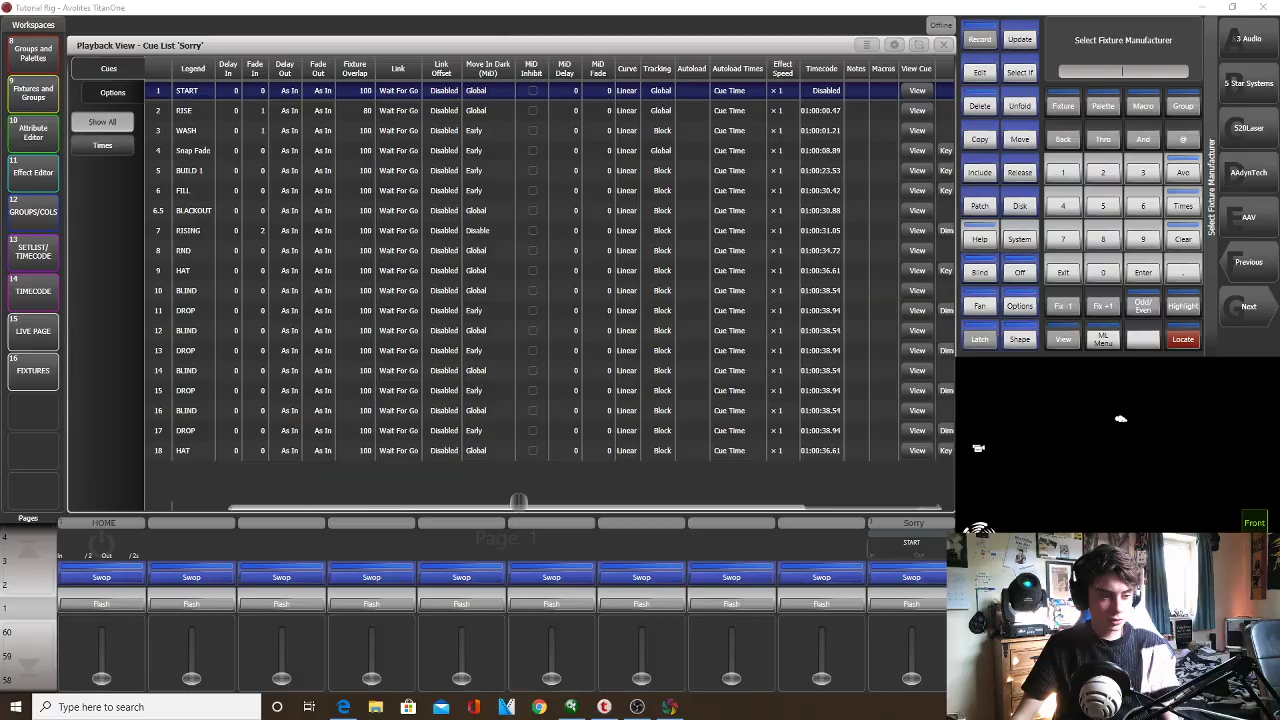 Tutorial Rig - Avolites TitanOne
Workspaces
8
Groups and
Palettes
9
Fixtures and
Groups
10
Attribute
Editor
11
Effect Editor
12
GROUPS/COLS
13
SETLIST/
TIMECODE
14
TIMECODE
15
LIVE PAGE
16
FIXTURES
Offline
Playback View - Cue List 'Sorry'
Cues
Options
Show All
Times
Legend Delay In Fade In Delay Out Fade Out Fixture Overlap Link Link Offset Move In Dark (MiD) MiD Inhibit MiD Delay MiD Fade Curve Tracking Autoload Autoload Times Effect Speed Timecode Notes Macros View Cue
1 START 0 0 As In As In 100 Wait For Go Disabled Global 0 0 Linear Global Cue Time × 1 Disabled View
2 RISE 0 1 As In As In 80 Wait For Go Disabled Global 0 0 Linear Global Cue Time × 1 01:00:00.47 View
3 WASH 0 1 As In As In 100 Wait For Go Disabled Early 0 0 Linear Block Cue Time × 1 01:00:01.21 View
4 Snap Fade 0 0 As In As In 100 Wait For Go Disabled Early 0 0 Linear Global Cue Time × 1 01:00:08.89 View Key
5 BUILD 1 0 0 As In As In 100 Wait For Go Disabled Early 0 0 Linear Block Cue Time × 1 01:00:23.53 View Key
6 FILL 0 0 As In As In 100 Wait For Go Disabled Early 0 0 Linear Block Cue Time × 1 01:00:30.42 View Key
6.5 BLACKOUT 0 0 As In As In 100 Wait For Go Disabled Global 0 0 Linear Block Cue Time × 1 01:00:30.88 View
7 RISING 0 2 As In As In 100 Wait For Go Disabled Disable 0 0 Linear Block Cue Time × 1 01:00:31.05 View Dim
8 RND 0 0 As In As In 100 Wait For Go Disabled Global 0 0 Linear Block Cue Time × 1 01:00:34.72 View
9 HAT 0 0 As In As In 100 Wait For Go Disabled Early 0 0 Linear Block Cue Time × 1 01:00:36.61 View Key
10 BLIND 0 0 As In As In 100 Wait For Go Disabled Global 0 0 Linear Block Cue Time × 1 01:00:38.54 View
11 DROP 0 0 As In As In 100 Wait For Go Disabled Early 0 0 Linear Block Cue Time × 1 01:00:38.54 View Dim
12 BLIND 0 0 As In As In 100 Wait For Go Disabled Global 0 0 Linear Block Cue Time × 1 01:00:38.54 View
13 DROP 0 0 As In As In 100 Wait For Go Disabled Early 0 0 Linear Block Cue Time × 1 01:00:38.94 View Dim
14 BLIND 0 0 As In As In 100 Wait For Go Disabled Global 0 0 Linear Block Cue Time × 1 01:00:38.54 View
15 DROP 0 0 As In As In 100 Wait For Go Disabled Early 0 0 Linear Block Cue Time × 1 01:00:38.94 View Dim
16 BLIND 0 0 As In As In 100 Wait For Go Disabled Global 0 0 Linear Block Cue Time × 1 01:00:38.54 View
17 DROP 0 0 As In As In 100 Wait For Go Disabled Early 0 0 Linear Block Cue Time × 1 01:00:38.94 View Dim
18 HAT 0 0 As In As In 100 Wait For Go Disabled Early 0 0 Linear Block Cue Time × 1 01:00:36.61 View Key
Record Update
Edit Select If
Delete Unfold
Copy Move
Include Release
Patch Disk
Help System
Blind Off
Fan Options
Latch Shape
Select Fixture Manufacturer
Fixture Palette Macro Group
Back Thro And @
1 2 3 Avo
4 5 6 Times
7 8 9 Clear
Exit 0 Enter .
Fix -1 Fix +1 Odd/ Even Highlight
View ML Menu Locate
Select Fixture Manufacturer
A 3 Audio
5 Star Systems
S20Laser
AAdynTech
AAV
Previous
Next
Front
Pages
4
3
2
1
60
59
58
1 HOME
Sorry
Page: 1
In / 2 Out / 2s
START
In Out
Swop Swop Swop Swop Swop Swop Swop Swop Swop Swop
Flash Flash Flash Flash Flash Flash Flash Flash Flash Flash
Type here to search